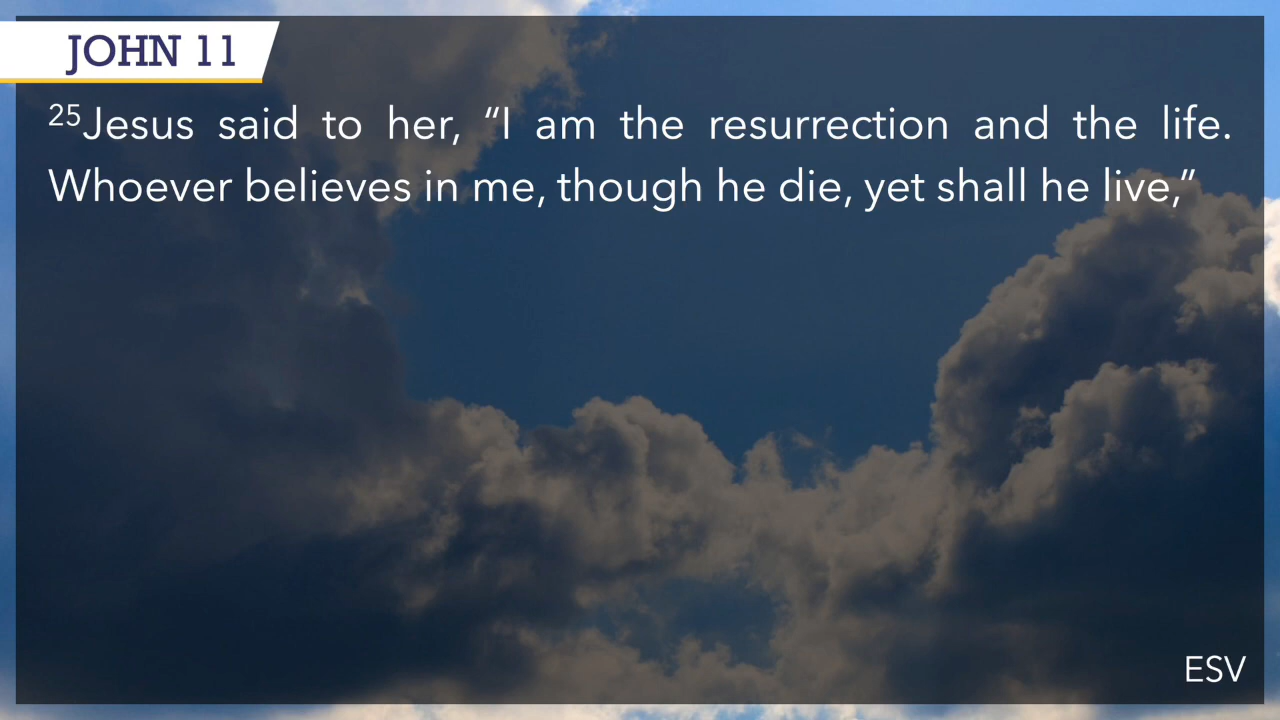 JOHN 11
25Jesus said to her, “I am the resurrection and the life.
Whoever believes in me, though he die, yet shall he live,”
ESV